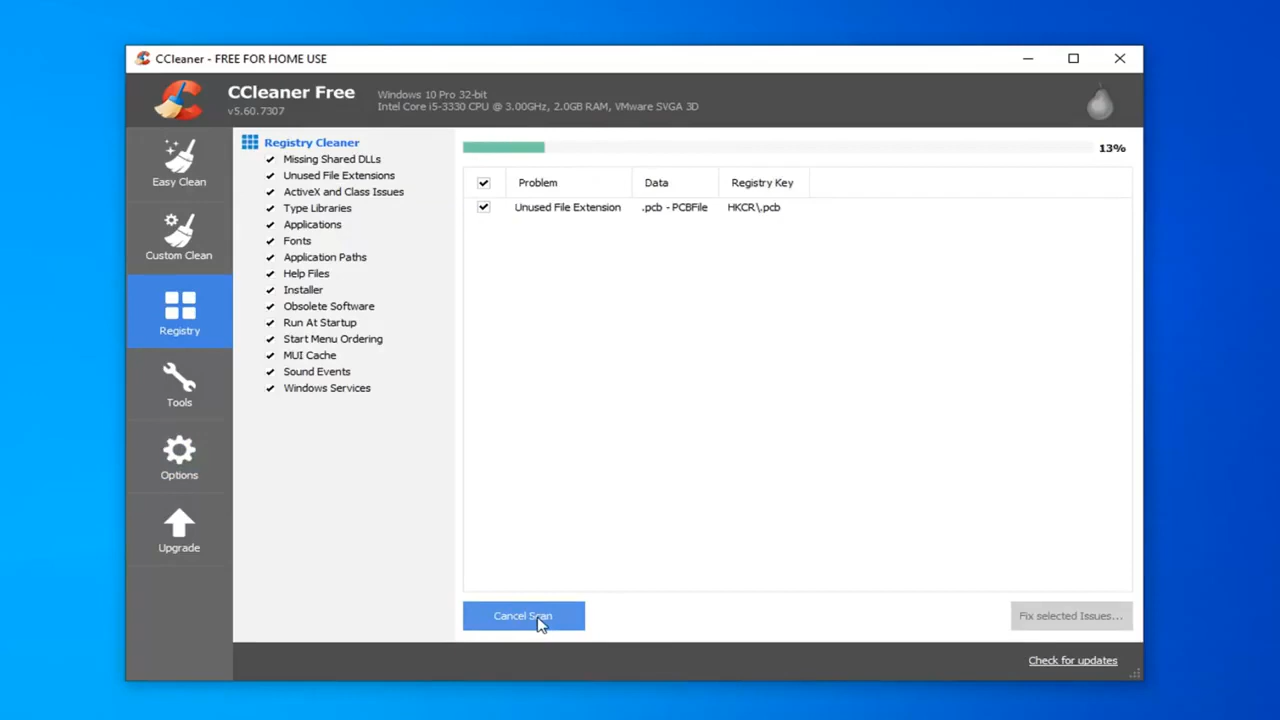 CCleaner - FREE FOR HOME USE
CCleaner Free
v5.60.7307
Windows 10 Pro 32-bit
Intel Core i5-3330 CPU @ 3.00GHz, 2.0GB RAM, VMware SVGA 3D
Easy Clean
Custom Clean
Registry
Tools
Options
Upgrade
Registry Cleaner
Missing Shared DLLs
Unused File Extensions
ActiveX and Class Issues
Type Libraries
Applications
Fonts
Application Paths
Help Files
Installer
Obsolete Software
Run At Startup
Start Menu Ordering
MUI Cache
Sound Events
Windows Services
13%
Problem Data Registry Key
Unused File Extension .pcb - PCBFile HKCR\.pcb
Cancel Scan
Fix selected Issues...
Check for updates